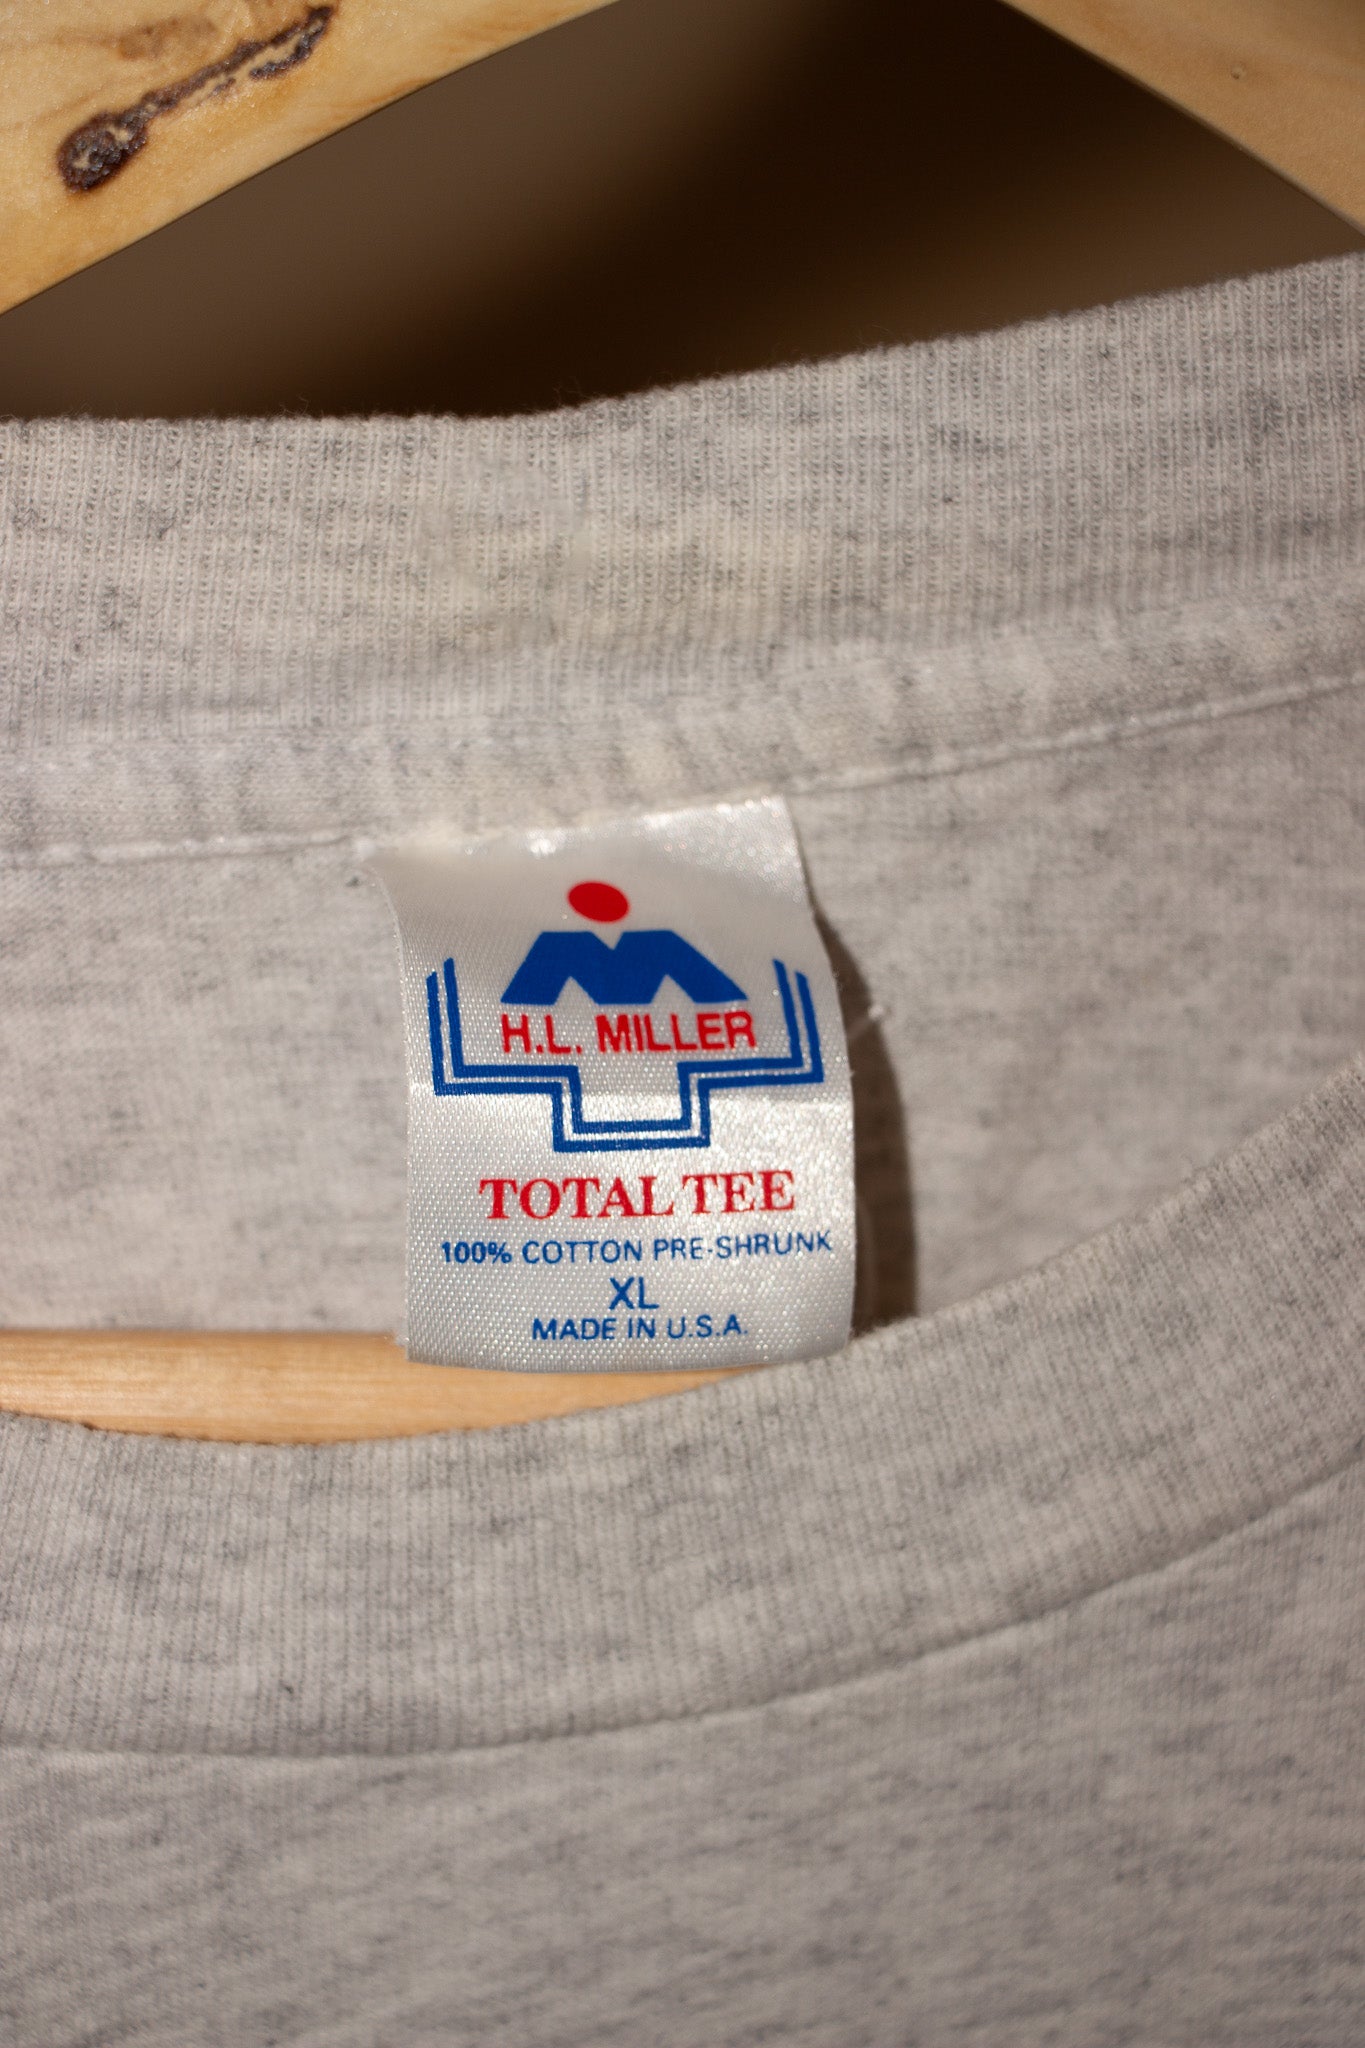 H.L. MILLER
TOTAL TEE
100% COTTON PRE-SHRUNK
XL
MADE IN U.S.A.